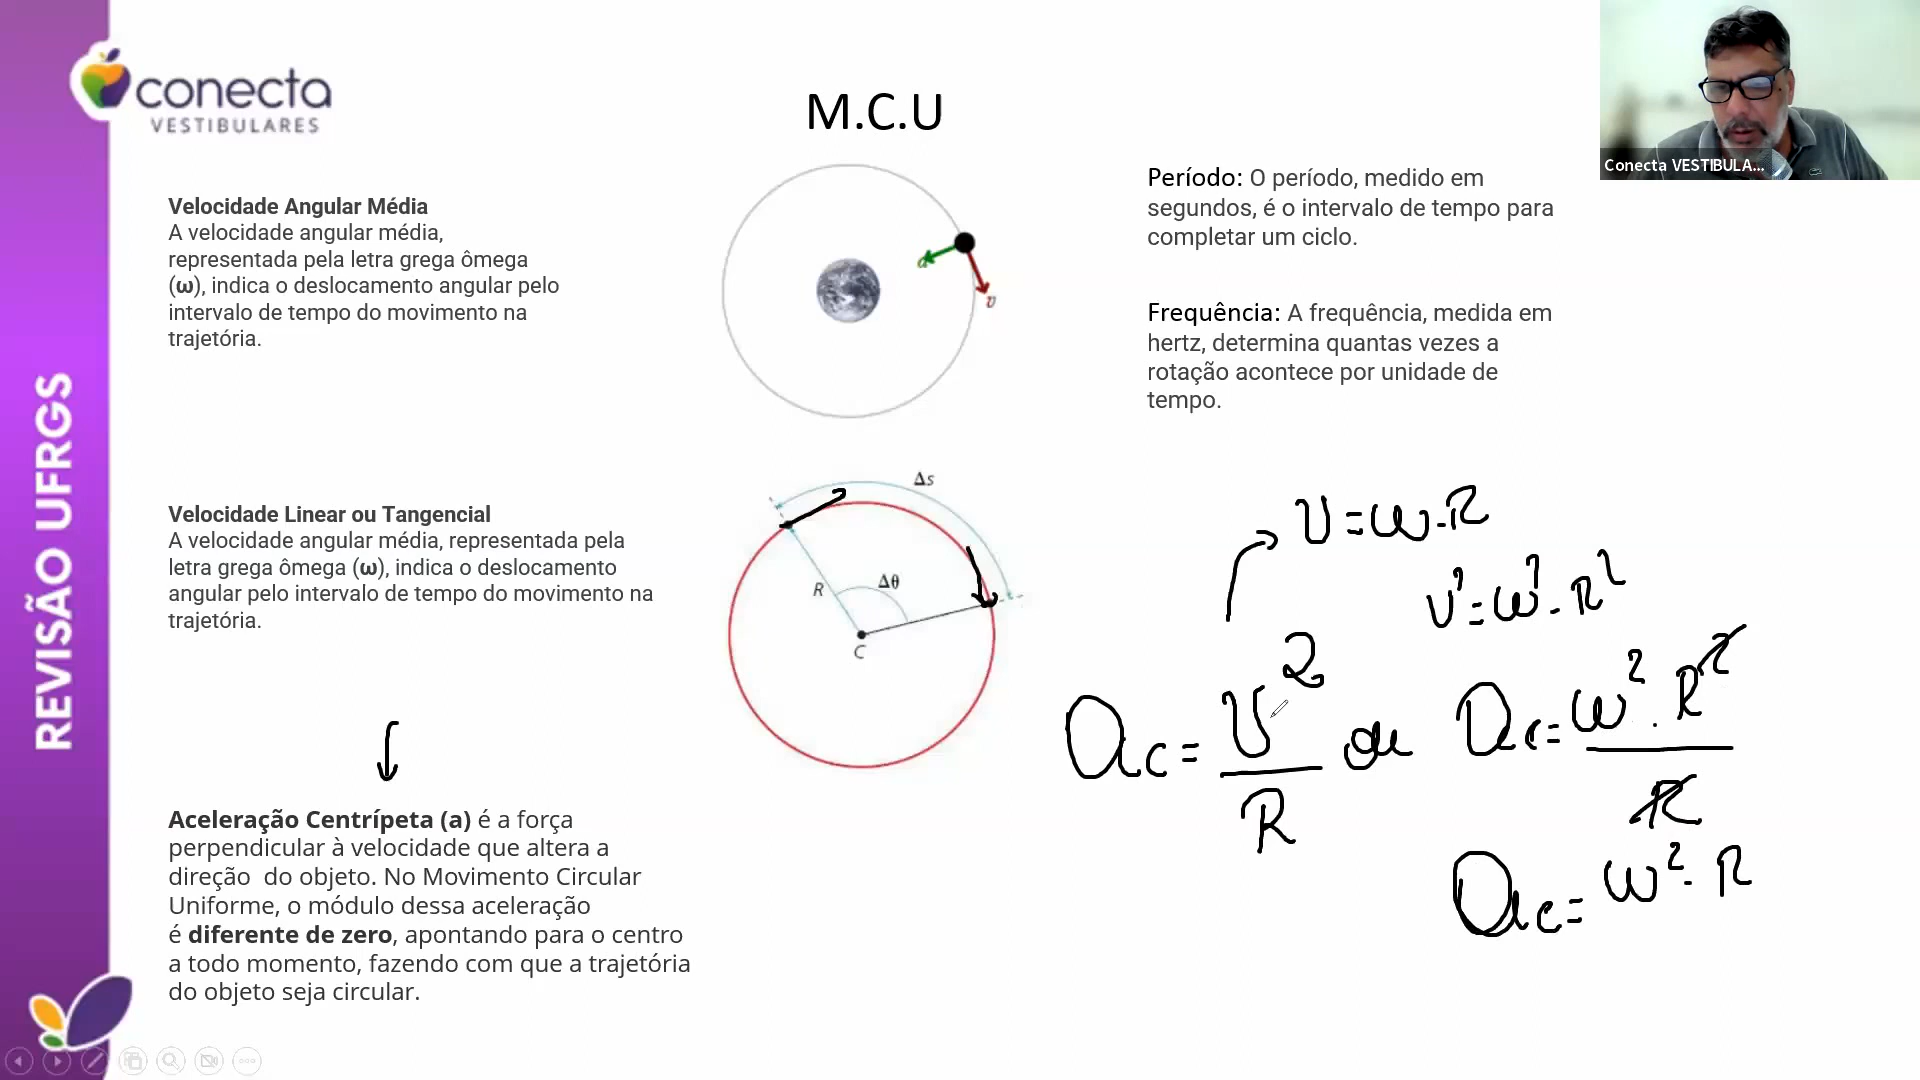 REVISÃO UFRGS
conecta
VESTIBULARES
M.C.U
Velocidade Angular Média
A velocidade angular média,
representada pela letra grega ômega
(ω), indica o deslocamento angular pelo
intervalo de tempo do movimento na
trajetória.
a
v
Período: O período, medido em
segundos, é o intervalo de tempo para
completar um ciclo.
Frequência: A frequência, medida em
hertz, determina quantas vezes a
rotação acontece por unidade de
tempo.
Conecta VESTIBULA...
Velocidade Linear ou Tangencial
A velocidade angular média, representada pela
letra grega ômega (ω), indica o deslocamento
angular pelo intervalo de tempo do movimento na
trajetória.
Δs
R
Δθ
C
Aceleração Centrípeta (a) é a força
perpendicular à velocidade que altera a
direção do objeto. No Movimento Circular
Uniforme, o módulo dessa aceleração
é diferente de zero, apontando para o centro
a todo momento, fazendo com que a trajetória
do objeto seja circular.
V = ω . R
V² = ω² . R²
ac = V² / R ou ac = ω² . R² / R
ac = ω² . R